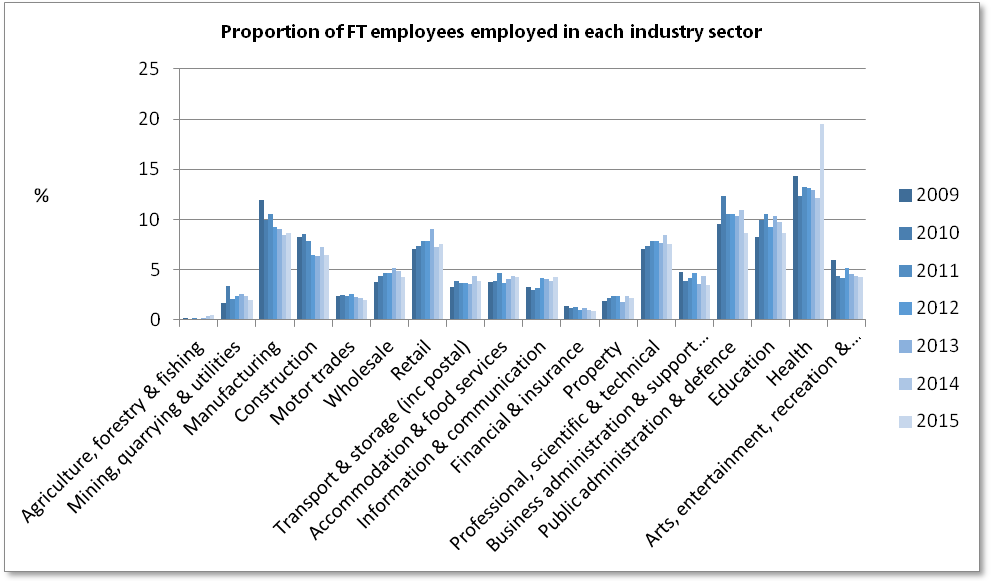 Proportion of FT employees employed in each industry sector
25
20
15
10
5
0
%
Agriculture, forestry & fishing
Mining, quarrying & utilities
Manufacturing
Construction
Motor trades
Wholesale
Retail
Transport & storage (inc postal)
Accommodation & food services
Information & communication
Financial & insurance
Property
Professional, scientific & technical
Business administration & support...
Public administration & defence
Education
Health
Arts, entertainment, recreation &...
2009
2010
2011
2012
2013
2014
2015